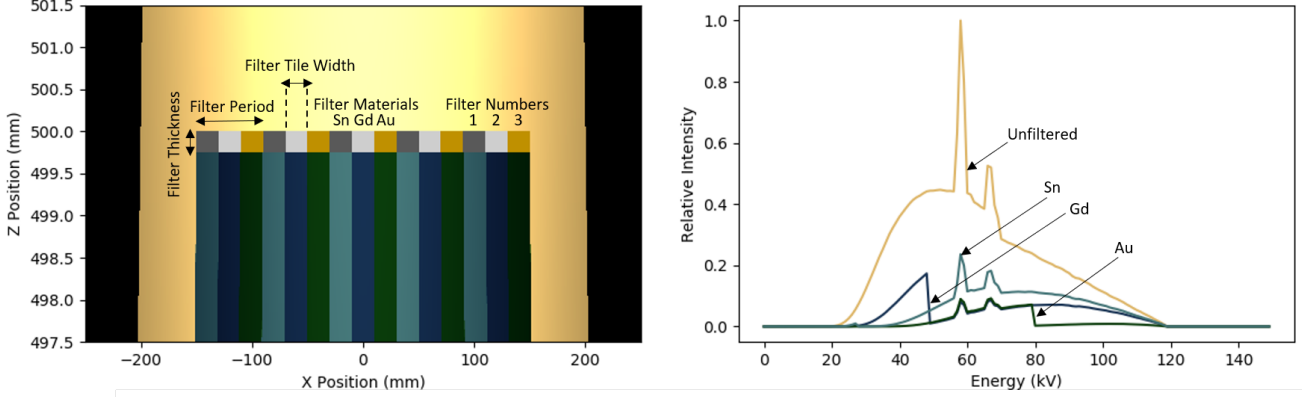 501.5
501.0
500.5
500.0
499.5
499.0
498.5
498.0
497.5
Z Position (mm)
Filter Tile Width
Filter Period
Filter Materials
Sn Gd Au
Filter Numbers
1 2 3
Filter Thickness
−200 −100 0 100 200
X Position (mm)
1.0
0.8
0.6
0.4
0.2
0.0
Relative Intensity
Unfiltered
Sn
Gd
Au
0 20 40 60 80 100 120 140
Energy (kV)